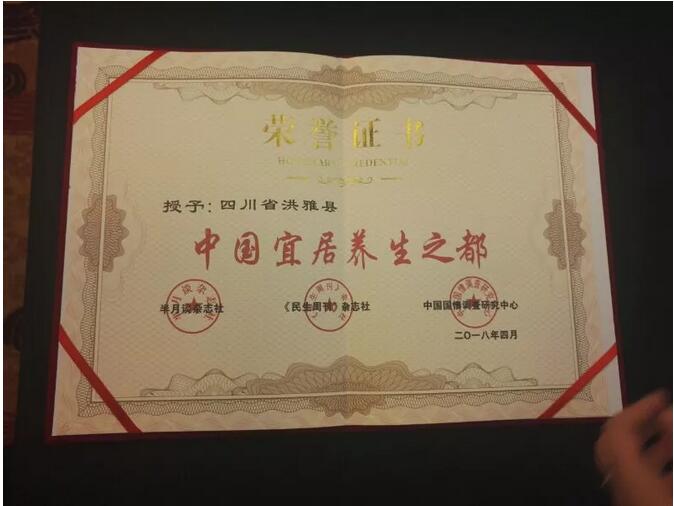 荣誉证书
HONORARY CREDENTIAL
授予：四川省洪雅县
中国宜居养生之都
半月谈杂志社 《民生周刊》杂志社 中国国情调查研究中心
二〇一八年四月